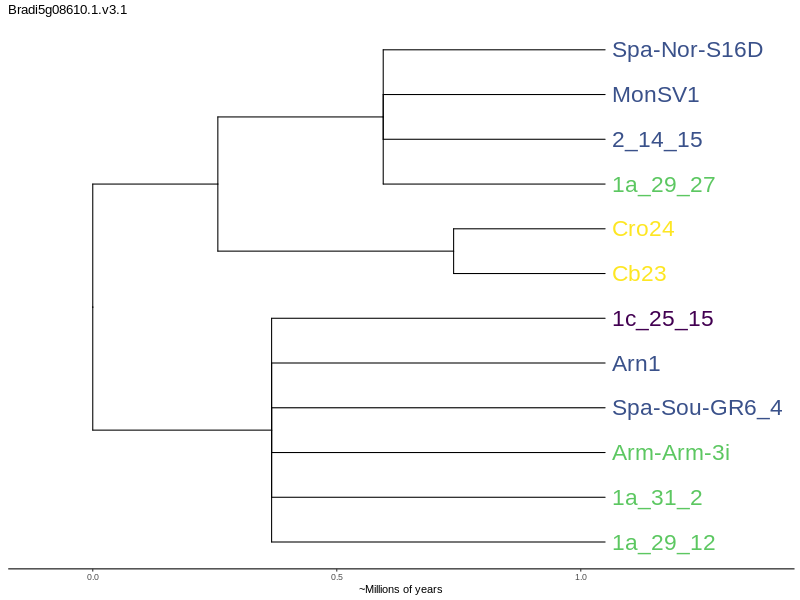 Bradi5g08610.1.v3.1
Spa-Nor-S16D
MonSV1
2_14_15
1a_29_27
Cro24
Cb23
1c_25_15
Arn1
Spa-Sou-GR6_4
Arm-Arm-3i
1a_31_2
1a_29_12
0.0 0.5 1.0
~Millions of years